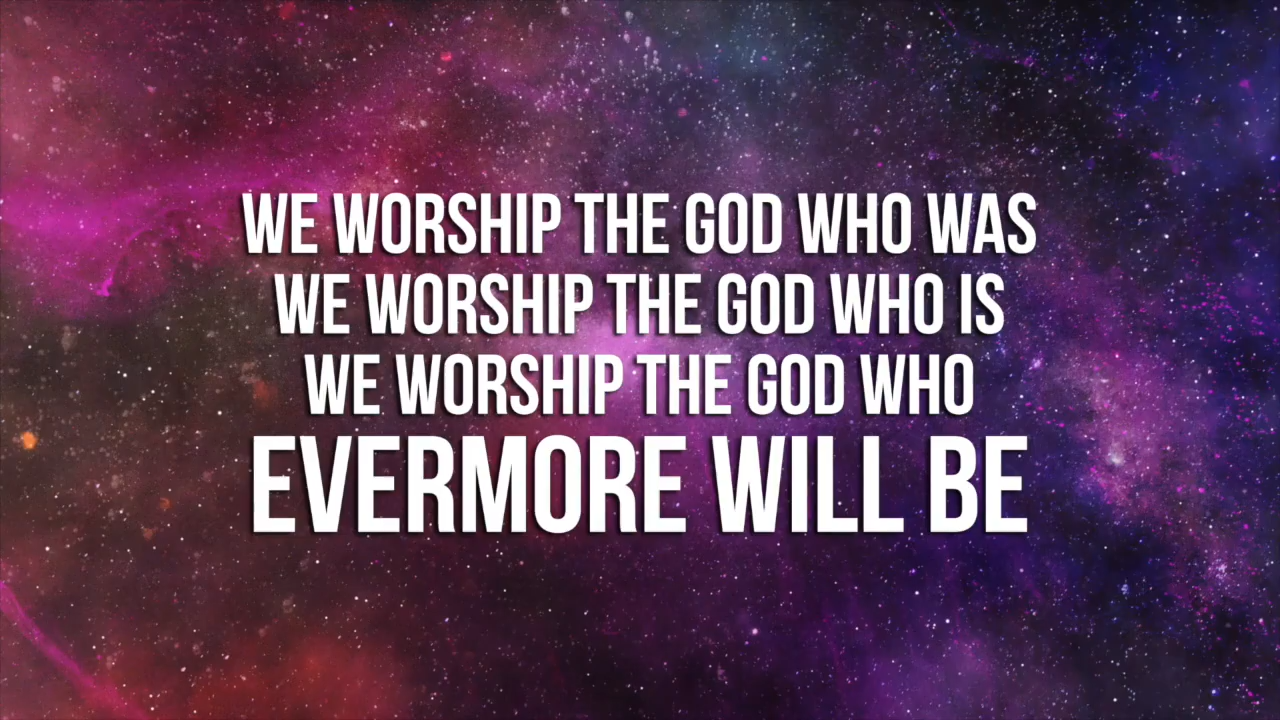 WE WORSHIP THE GOD WHO WAS
WE WORSHIP THE GOD WHO IS
WE WORSHIP THE GOD WHO
EVERMORE WILL BE